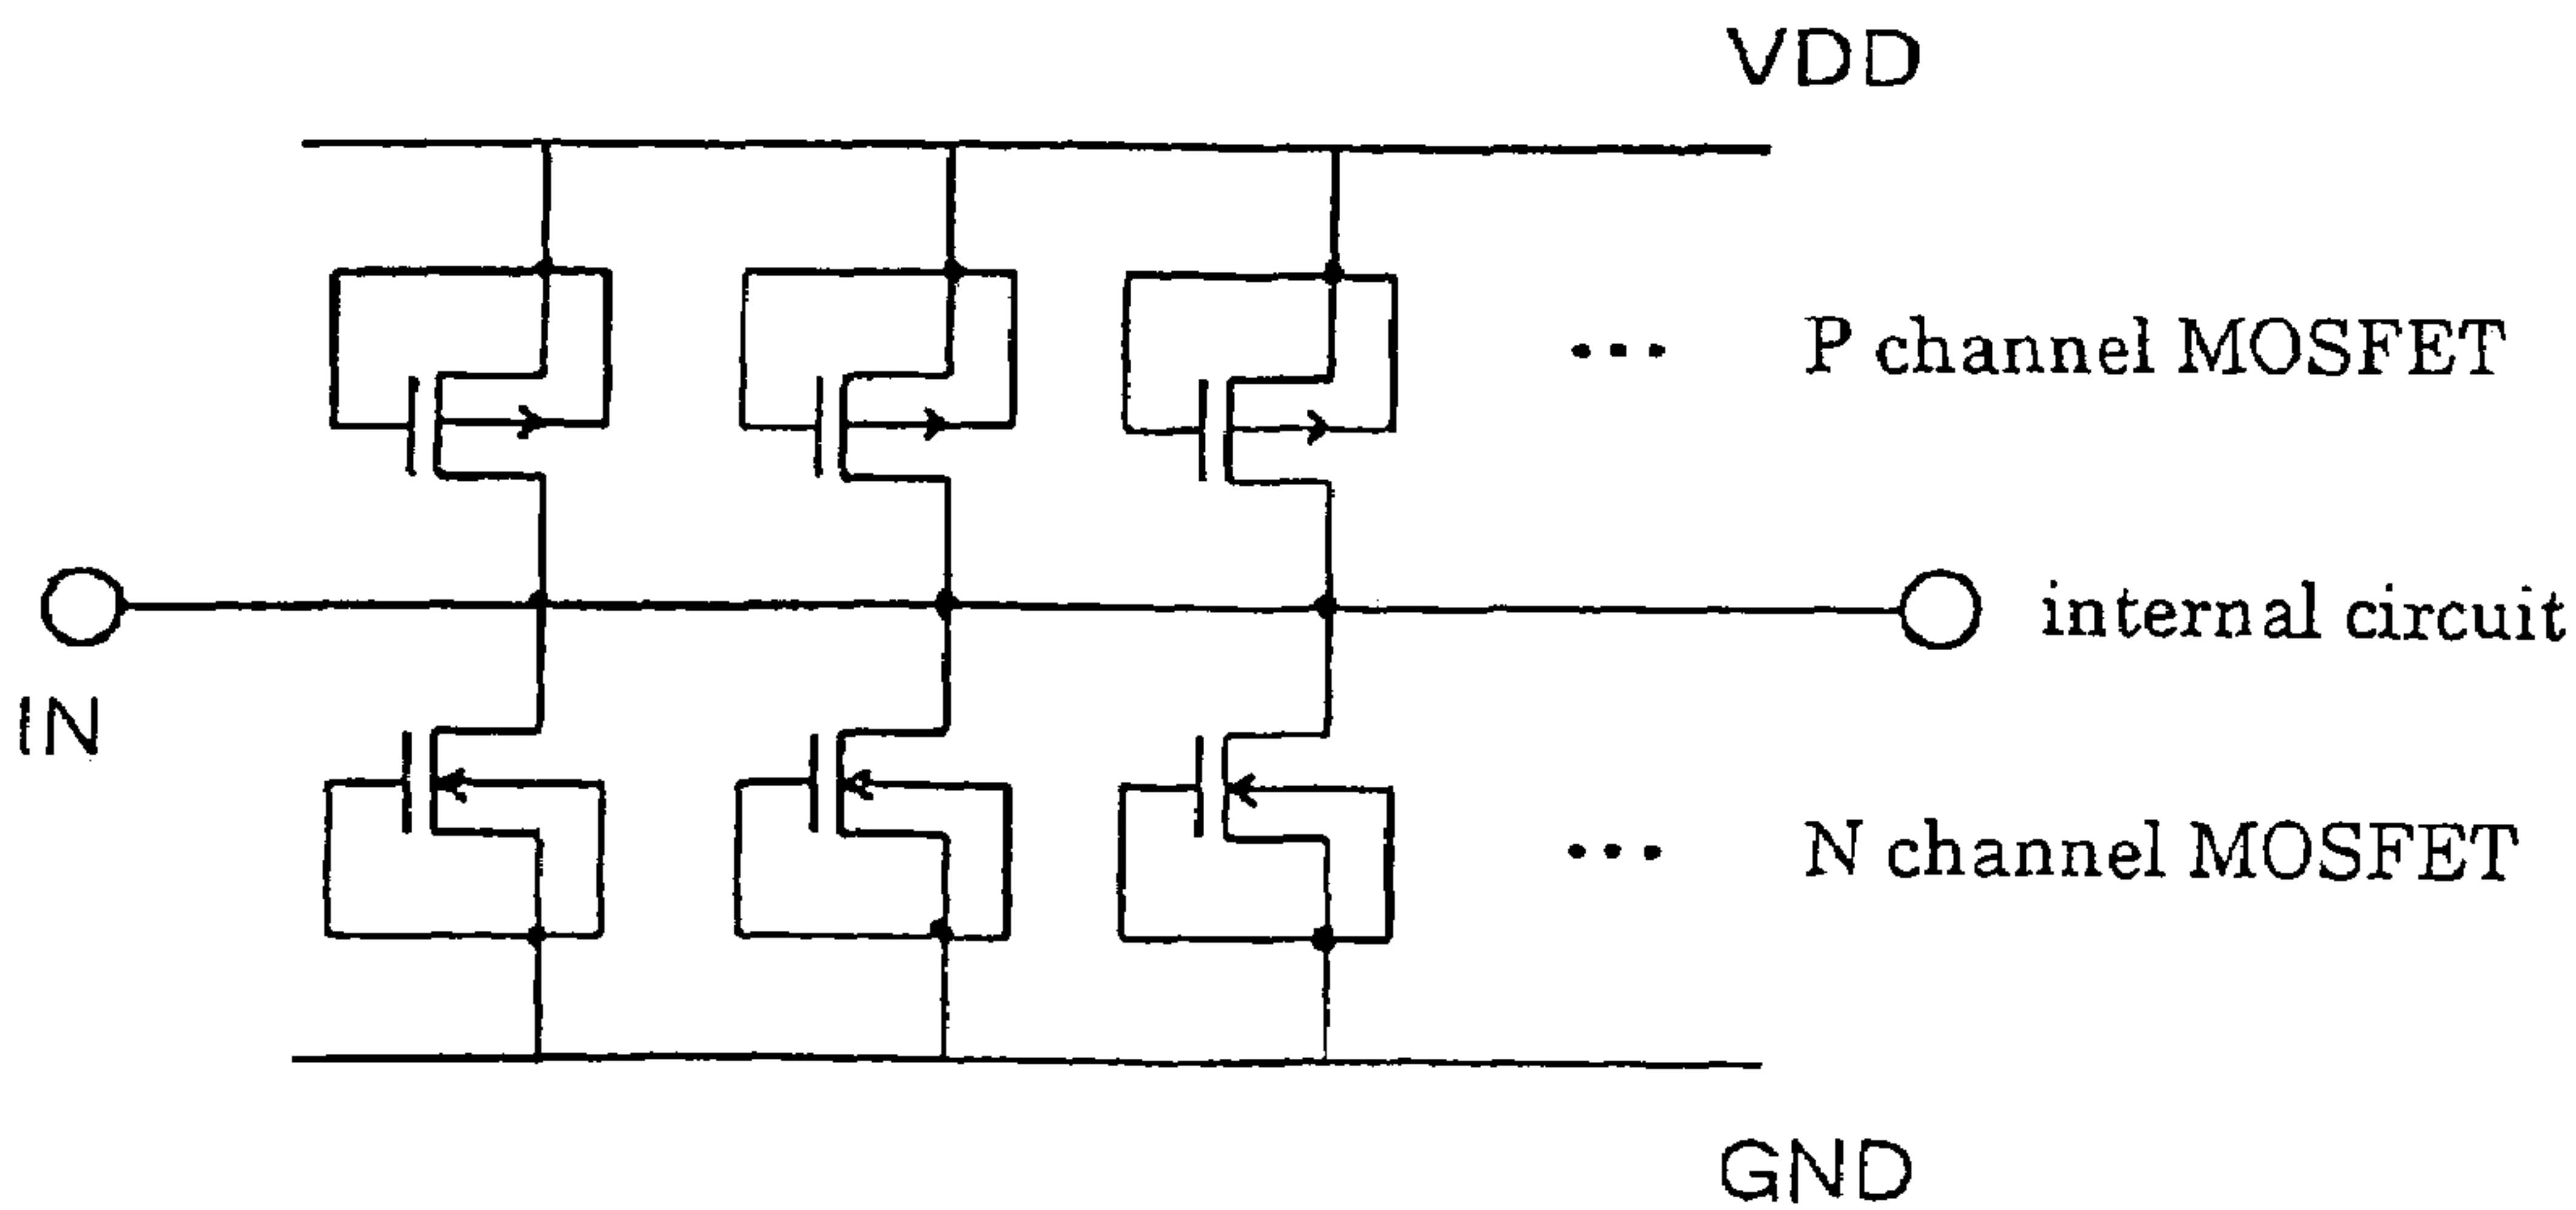 VDD
... P channel MOSFET
internal circuit
IN
... N channel MOSFET
GND